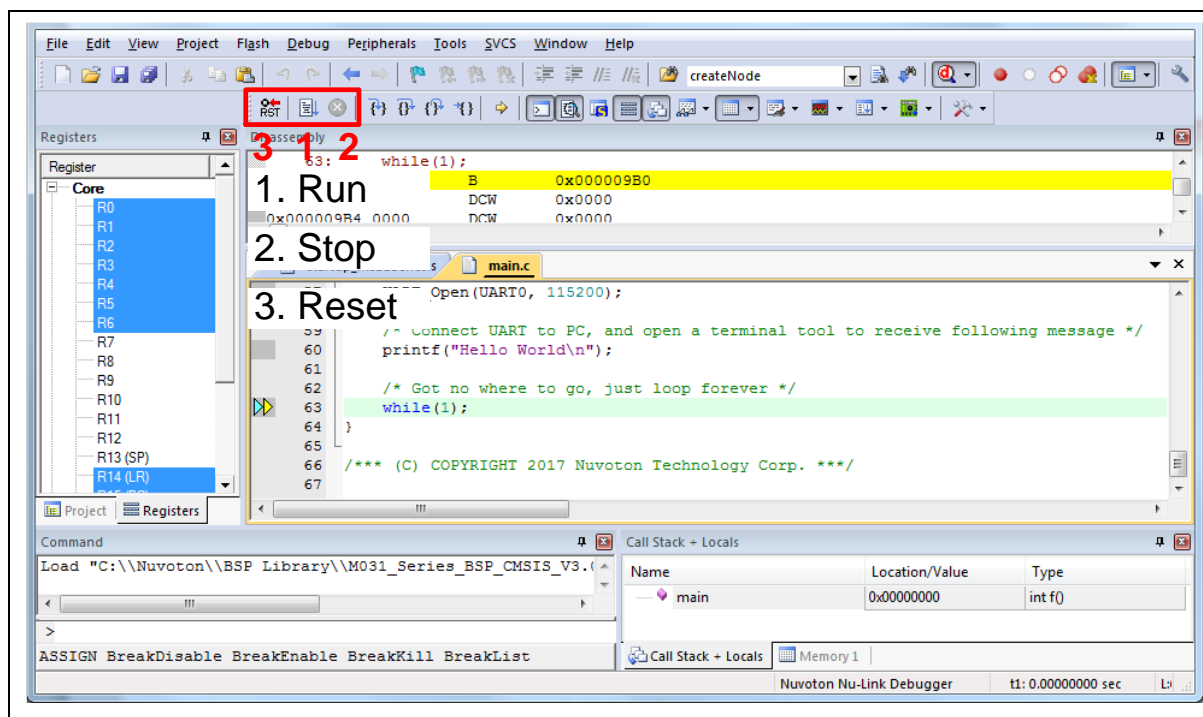 File Edit View Project Flash Debug Peripherals Tools SVCS Window Help
createNode
RST
Registers
Disassembly
3 1 2
Register
Core
R0
R1
R2
R3
R4
R5
R6
R7
R8
R9
R10
R11
R12
R13 (SP)
R14 (LR)
Project Registers
63: while(1);
B 0x000009B0
DCW 0x0000
0x000009B4 0000 DCW 0x0000
1. Run
2. Stop
3. Reset
main.c
Open(UART0, 115200);
59 /* Connect UART to PC, and open a terminal tool to receive following message */
60 printf("Hello World\n");
61
62 /* Got no where to go, just loop forever */
63 while(1);
64 }
65
66 /*** (C) COPYRIGHT 2017 Nuvoton Technology Corp. ***/
67
Command
Load "C:\\Nuvoton\\BSP Library\\M031_Series_BSP_CMSIS_V3.(
>
ASSIGN BreakDisable BreakEnable BreakKill BreakList
Call Stack + Locals
Name Location/Value Type
main 0x00000000 int f()
Call Stack + Locals Memory 1
Nuvoton Nu-Link Debugger t1: 0.00000000 sec